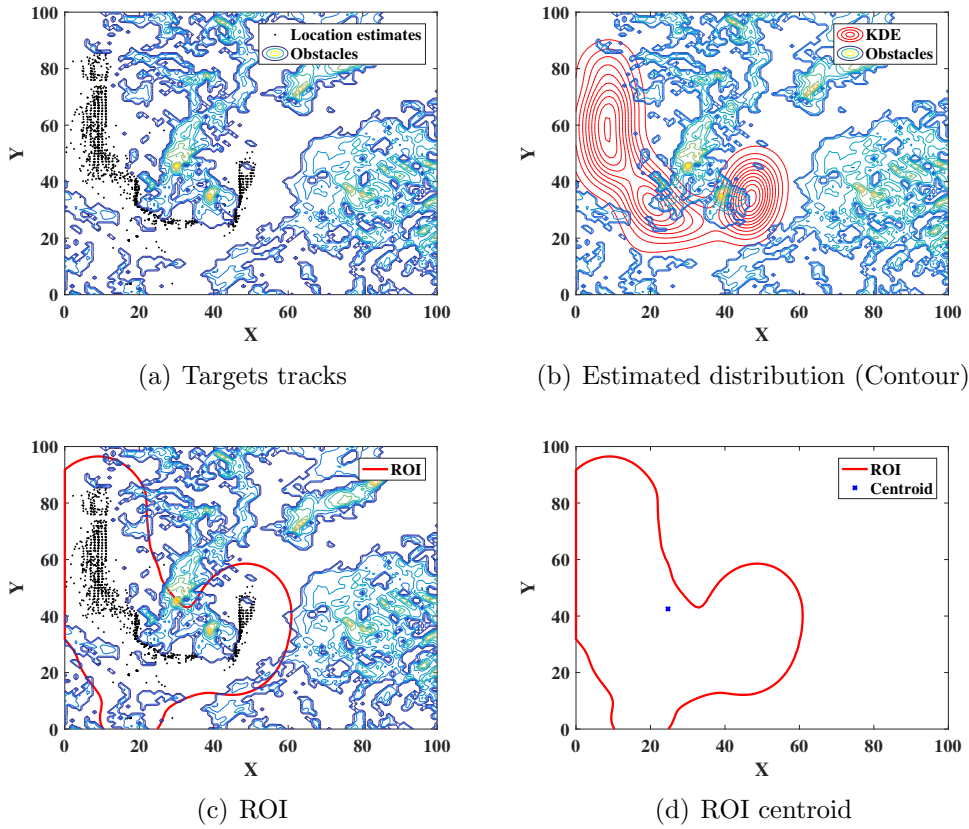 100
80
60
40
20
0
Y
0 20 40 60 80 100
X
Location estimates
Obstacles
(a) Targets tracks
100
80
60
40
20
0
Y
0 20 40 60 80 100
X
KDE
Obstacles
(b) Estimated distribution (Contour)
100
80
60
40
20
0
Y
0 20 40 60 80 100
X
ROI
(c) ROI
100
80
60
40
20
0
Y
0 20 40 60 80 100
X
ROI
Centroid
(d) ROI centroid